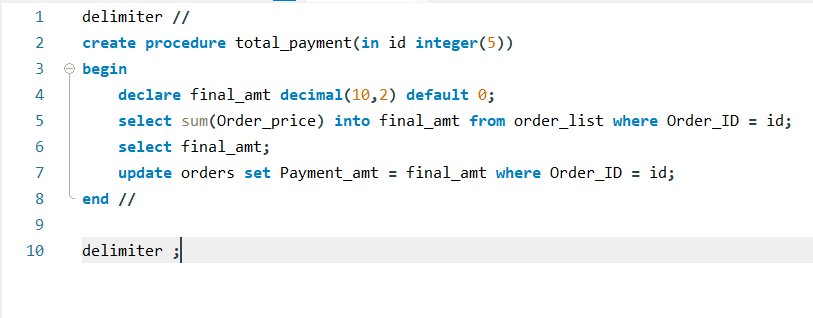 1 delimiter //
2 create procedure total_payment(in id integer(5))
3 begin
4 declare final_amt decimal(10,2) default 0;
5 select sum(Order_price) into final_amt from order_list where Order_ID = id;
6 select final_amt;
7 update orders set Payment_amt = final_amt where Order_ID = id;
8 end //
9
10 delimiter ;